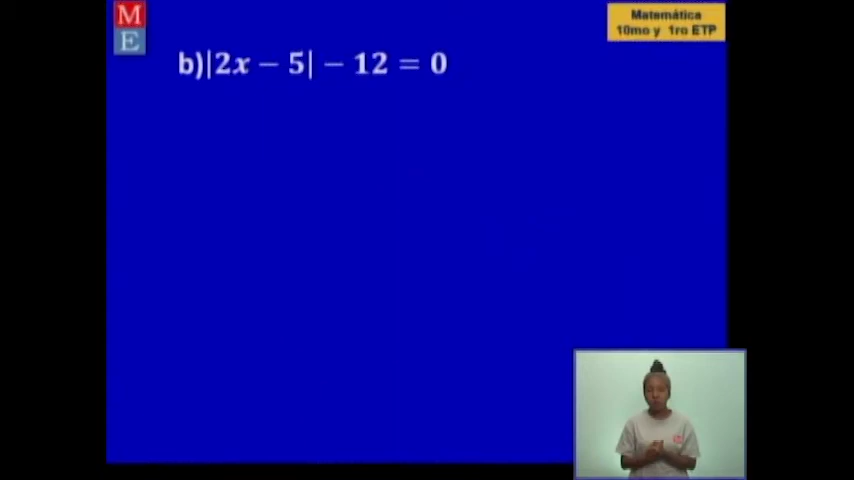 M
E
Matemática
10mo y 1ro ETP
b)|2x − 5| − 12 = 0